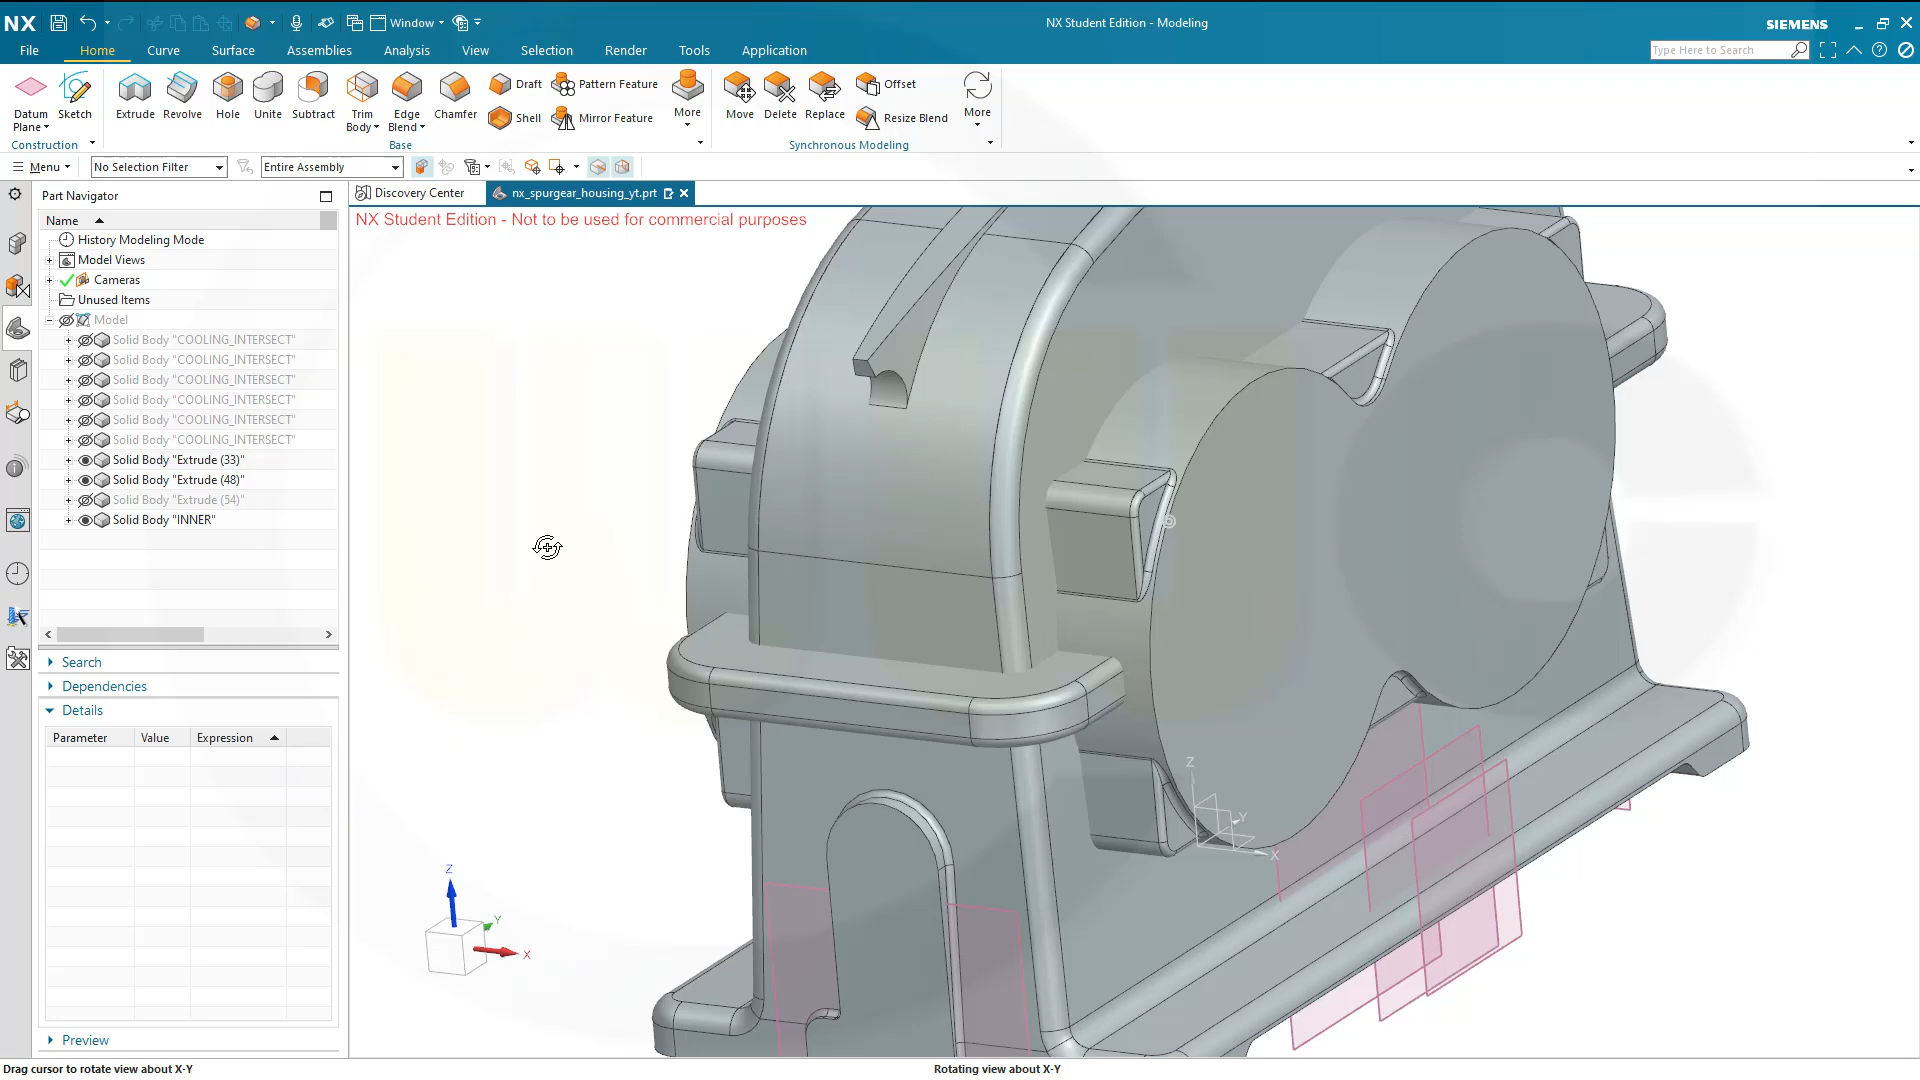 NX
Window
NX Student Edition - Modeling
SIEMENS
File
Home
Curve
Surface
Assemblies
Analysis
View
Selection
Render
Tools
Application
Type Here to Search
Datum
Plane
Sketch
Construction
Extrude
Revolve
Hole
Unite
Subtract
Trim
Body
Edge
Blend
Chamfer
Draft
Shell
Pattern Feature
Mirror Feature
More
Base
Move
Delete
Replace
Offset
Resize Blend
More
Synchronous Modeling
Menu
No Selection Filter
Entire Assembly
Part Navigator
Discovery Center
nx_spurgear_housing_yt.prt
NX Student Edition - Not to be used for commercial purposes
Name
History Modeling Mode
Model Views
Cameras
Unused Items
Model
Solid Body "COOLING_INTERSECT"
Solid Body "COOLING_INTERSECT"
Solid Body "COOLING_INTERSECT"
Solid Body "COOLING_INTERSECT"
Solid Body "COOLING_INTERSECT"
Solid Body "COOLING_INTERSECT"
Solid Body "Extrude (33)"
Solid Body "Extrude (48)"
Solid Body "Extrude (54)"
Solid Body "INNER"
Search
Dependencies
Details
Parameter
Value
Expression
Preview
Z
Y
X
Z
Y
X
Drag cursor to rotate view about X-Y
Rotating view about X-Y